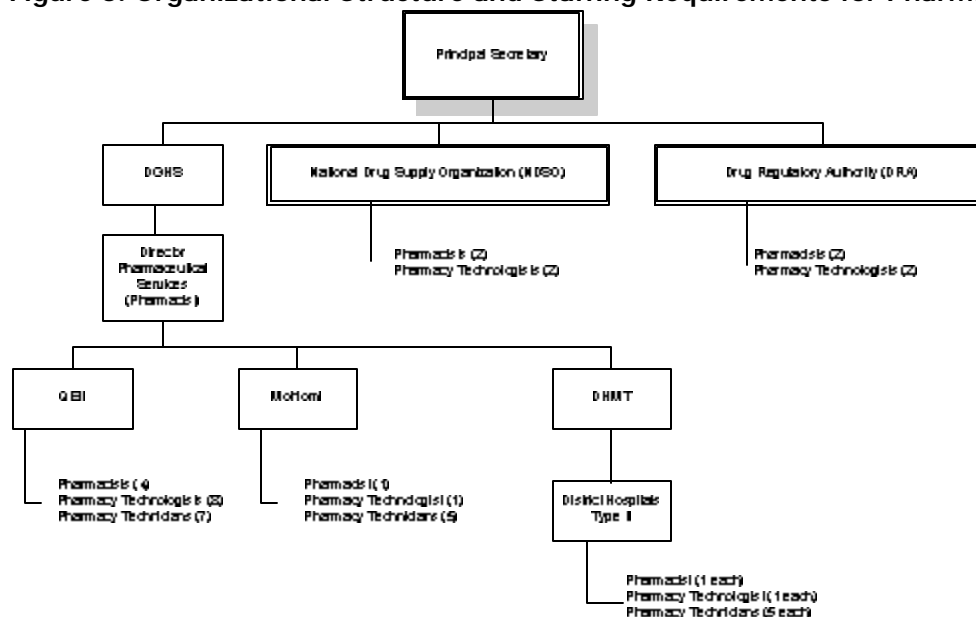 Figure 3. Organizational Structure and Staffing Requirements for Pharm
Principal Secretary
DGHS
National Drug Supply Organization (NDSO)
Drug Regulatory Authority (DRA)
Pharmacists (2)
Pharmacy Technologists (2)
Pharmacists (2)
Pharmacy Technologists (2)
Director
Pharmaceutical
Services
(Pharmacist)
QEII
Mohlomi
DHMT
Pharmacists
Pharmacy Technologists
Pharmacy Technicians (7)
Pharmacist (1)
Pharmacy Technologist (1)
Pharmacy Technicians (5)
District Hospitals
Type II
Pharmacist (1 each)
Pharmacy Technologist (1 each)
Pharmacy Technicians (5 each)